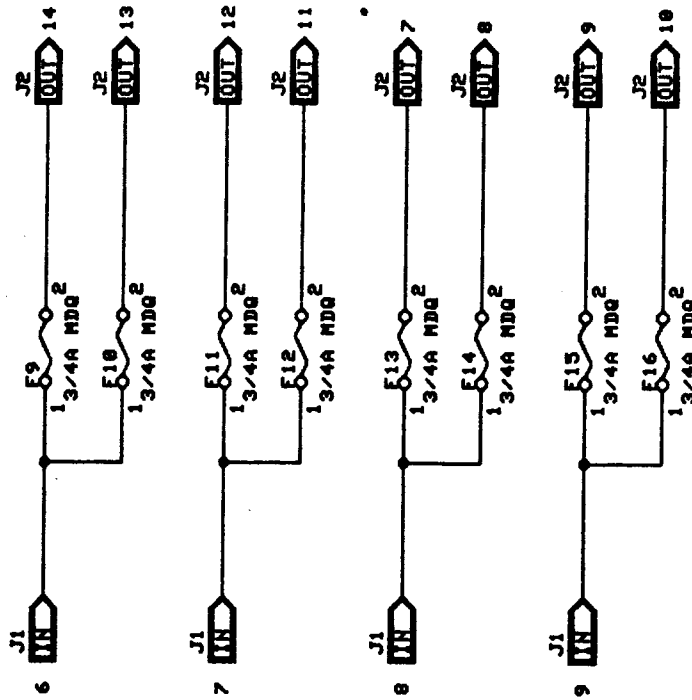 J1
IN
6
F9
1
2
3/4A MDQ
J2
OUT
14
F10
1
2
3/4A MDQ
J2
OUT
13
J1
IN
7
F11
1
2
3/4A MDQ
J2
OUT
12
F12
1
2
3/4A MDQ
J2
OUT
11
J1
IN
8
F13
1
2
3/4A MDQ
J2
OUT
7
F14
1
2
3/4A MDQ
J2
OUT
8
J1
IN
9
F15
1
2
3/4A MDQ
J2
OUT
9
F16
1
2
3/4A MDQ
J2
OUT
10